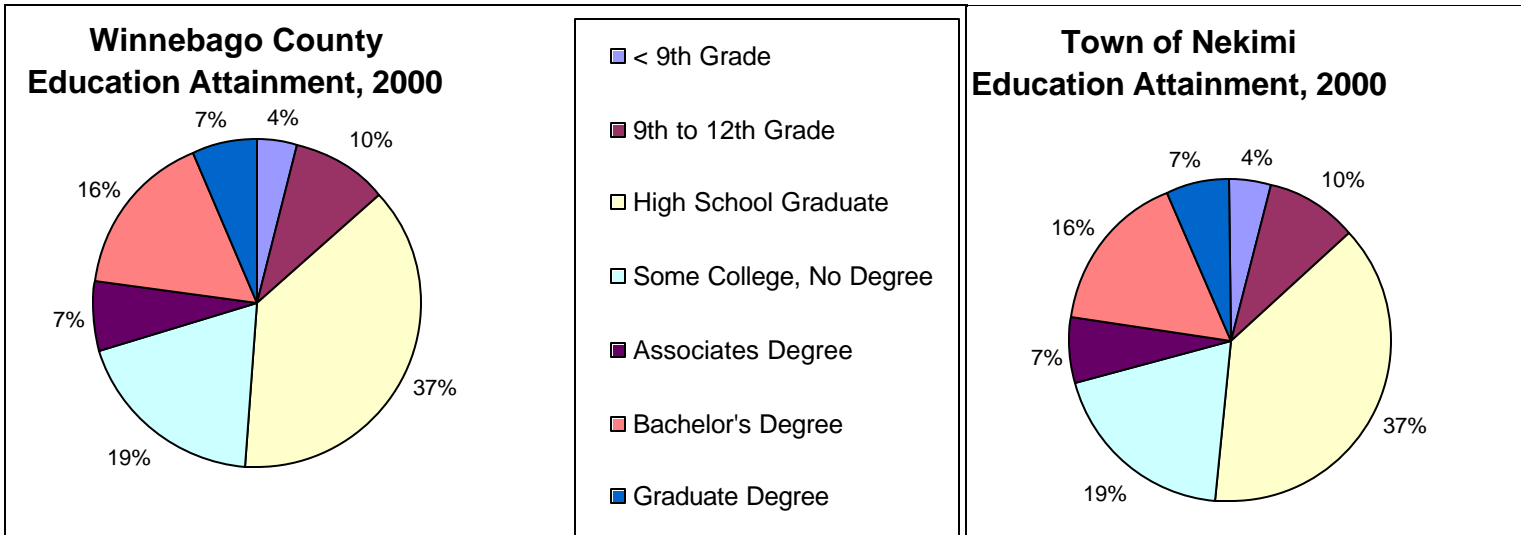 Winnebago County
Education Attainment, 2000
7%
4%
10%
16%
7%
37%
19%
< 9th Grade
9th to 12th Grade
High School Graduate
Some College, No Degree
Associates Degree
Bachelor's Degree
Graduate Degree
Town of Nekimi
Education Attainment, 2000
7%
4%
10%
16%
7%
37%
19%